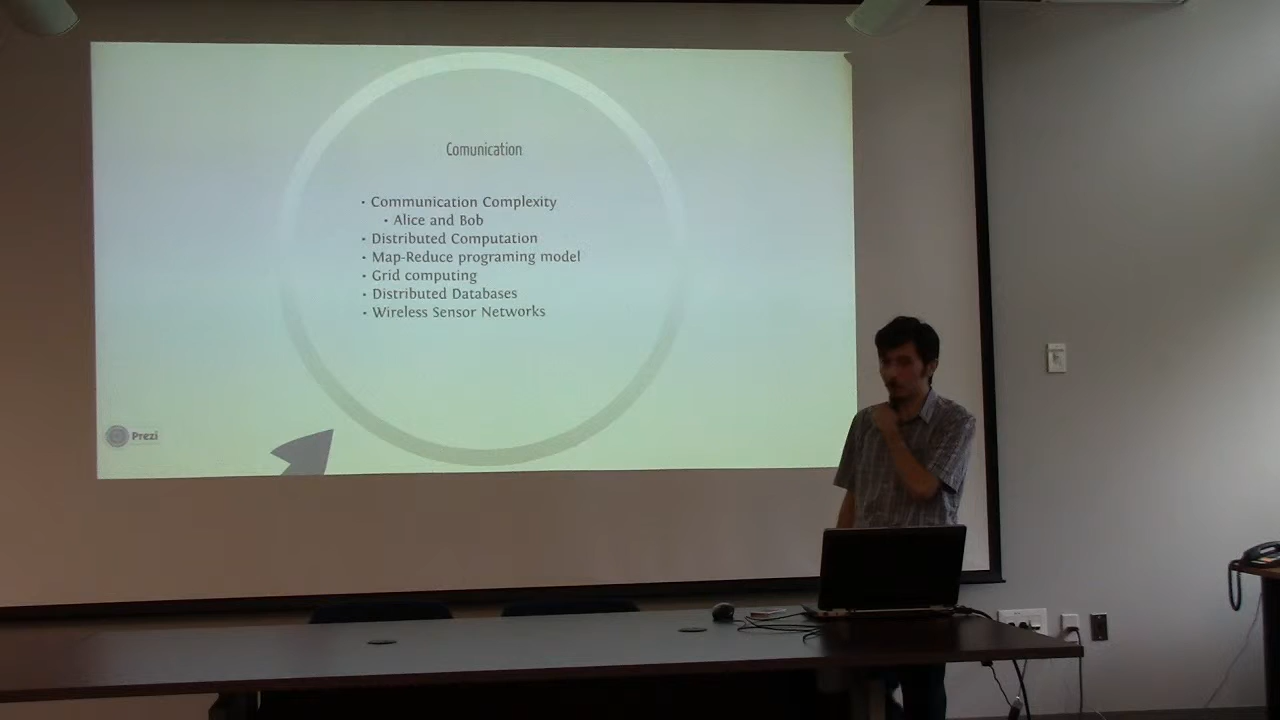 Comunication
• Communication Complexity
• Alice and Bob
• Distributed Computation
• Map-Reduce programing model
• Grid computing
• Distributed Databases
• Wireless Sensor Networks
Prezi